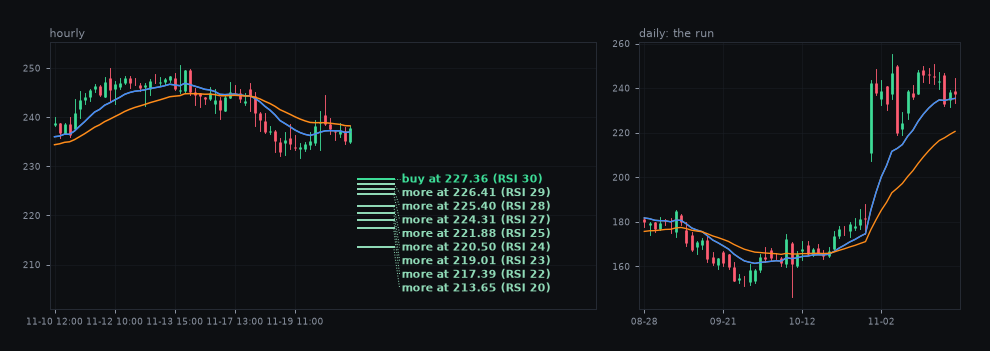 hourly
250
240
230
220
210
11-10 12:00 11-12 10:00 11-13 15:00 11-17 13:00 11-19 11:00
buy at 227.36 (RSI 30)
more at 226.41 (RSI 29)
more at 225.40 (RSI 28)
more at 224.31 (RSI 27)
more at 221.88 (RSI 25)
more at 220.50 (RSI 24)
more at 219.01 (RSI 23)
more at 217.39 (RSI 22)
more at 213.65 (RSI 20)
daily: the run
260
240
220
200
180
160
08-28 09-21 10-12 11-02